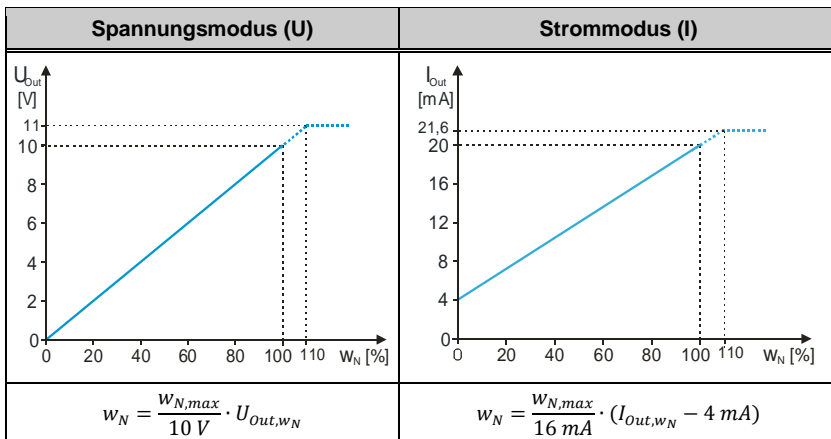 Spannungsmodus (U)
Strommodus (I)
U_Out
[V]
11
10
8
6
4
2
0
0 20 40 60 80 100 110 w_N [%]
I_Out
[mA]
21,6
20
16
12
8
4
0
0 20 40 60 80 100 110 w_N [%]
w_N = w_N,max / 10 V · U_Out,w_N
w_N = w_N,max / 16 mA · (I_Out,w_N − 4 mA)